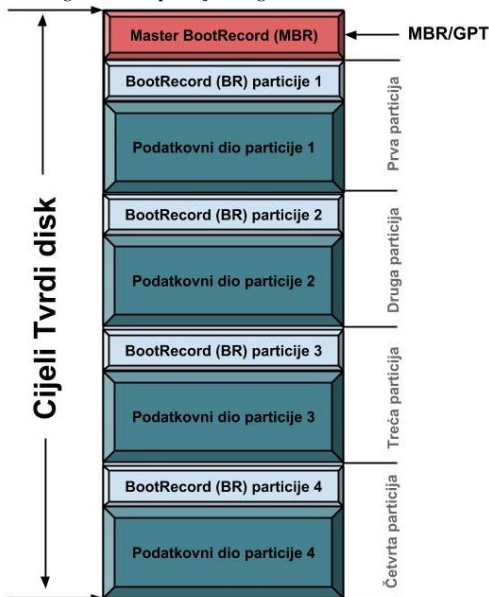 Master BootRecord (MBR)
MBR/GPT
BootRecord (BR) particije 1
Podatkovni dio particije 1
Prva particija
BootRecord (BR) particije 2
Podatkovni dio particije 2
Druga particija
BootRecord (BR) particije 3
Podatkovni dio particije 3
Treća particija
BootRecord (BR) particije 4
Podatkovni dio particije 4
Četvrta particija
Cijeli Tvrdi disk